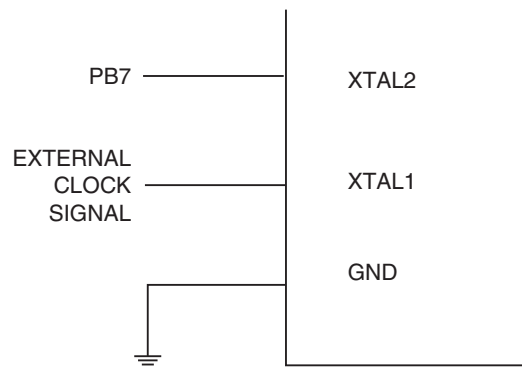 PB7
XTAL2
EXTERNAL
CLOCK
SIGNAL
XTAL1
GND